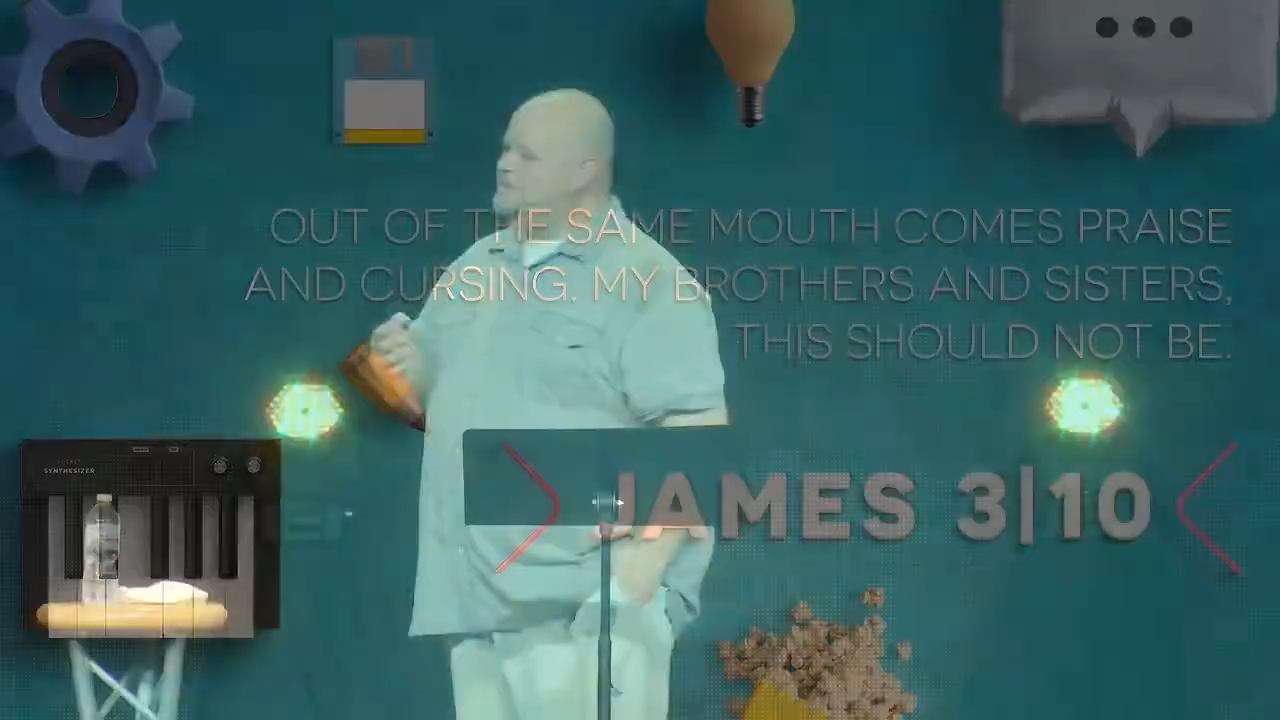 OUT OF THE SAME MOUTH COMES PRAISE
AND CURSING. MY BROTHERS AND SISTERS,
THIS SHOULD NOT BE.
SYNTHESIZER
JAMES 3|10